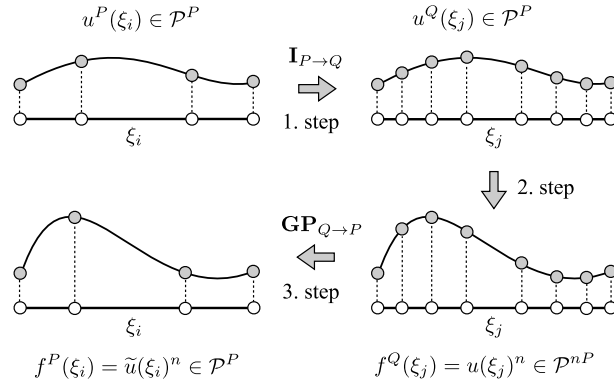 u^P(ξ_i) ∈ 𝒫^P
u^Q(ξ_j) ∈ 𝒫^P
I_{P→Q}
1. step
ξ_i
ξ_j
2. step
GP_{Q→P}
3. step
ξ_i
ξ_j
f^P(ξ_i) = ũ(ξ_i)^n ∈ 𝒫^P
f^Q(ξ_j) = u(ξ_j)^n ∈ 𝒫^{nP}